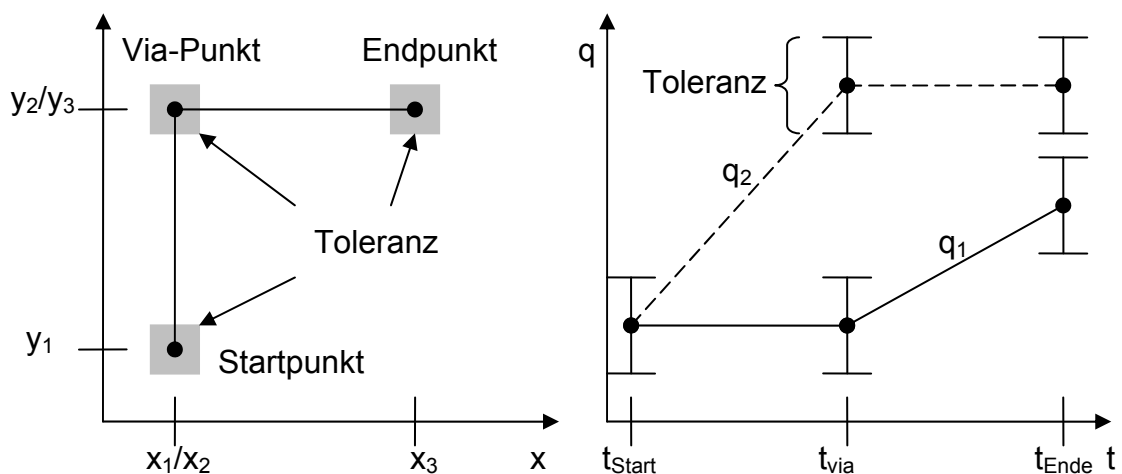 Via-Punkt
Endpunkt
y2/y3
Toleranz
y1
Startpunkt
x1/x2
x3
x
q
Toleranz
q2
q1
tStart
tvia
tEnde
t